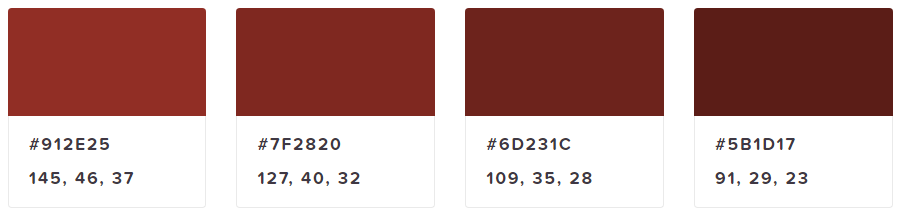 #912E25
145, 46, 37
#7F2820
127, 40, 32
#6D231C
109, 35, 28
#5B1D17
91, 29, 23